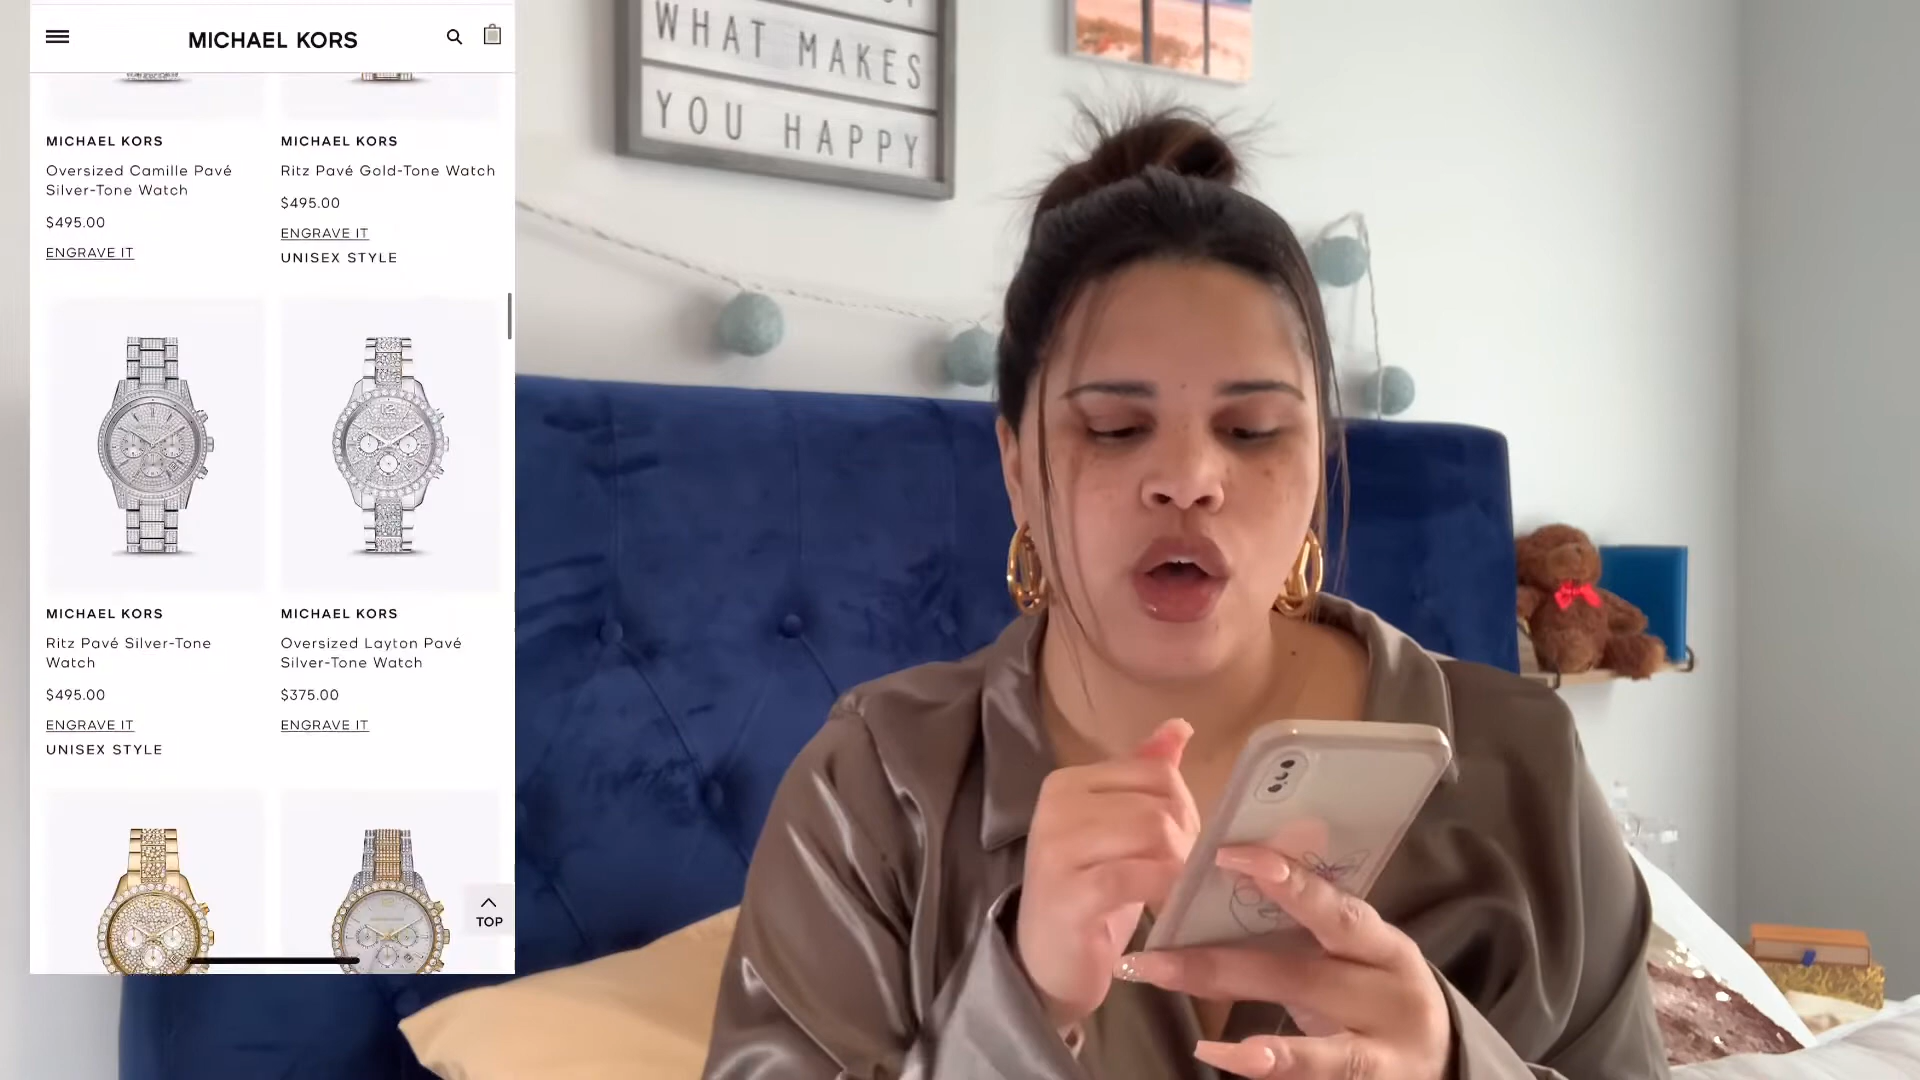 MICHAEL KORS
MICHAEL KORS
Oversized Camille Pavé
Silver-Tone Watch
$495.00
ENGRAVE IT
MICHAEL KORS
Ritz Pavé Gold-Tone Watch
$495.00
ENGRAVE IT
UNISEX STYLE
MICHAEL KORS
Ritz Pavé Silver-Tone
Watch
$495.00
ENGRAVE IT
UNISEX STYLE
MICHAEL KORS
Oversized Layton Pavé
Silver-Tone Watch
$375.00
ENGRAVE IT
TOP
WHAT MAKES
YOU HAPPY